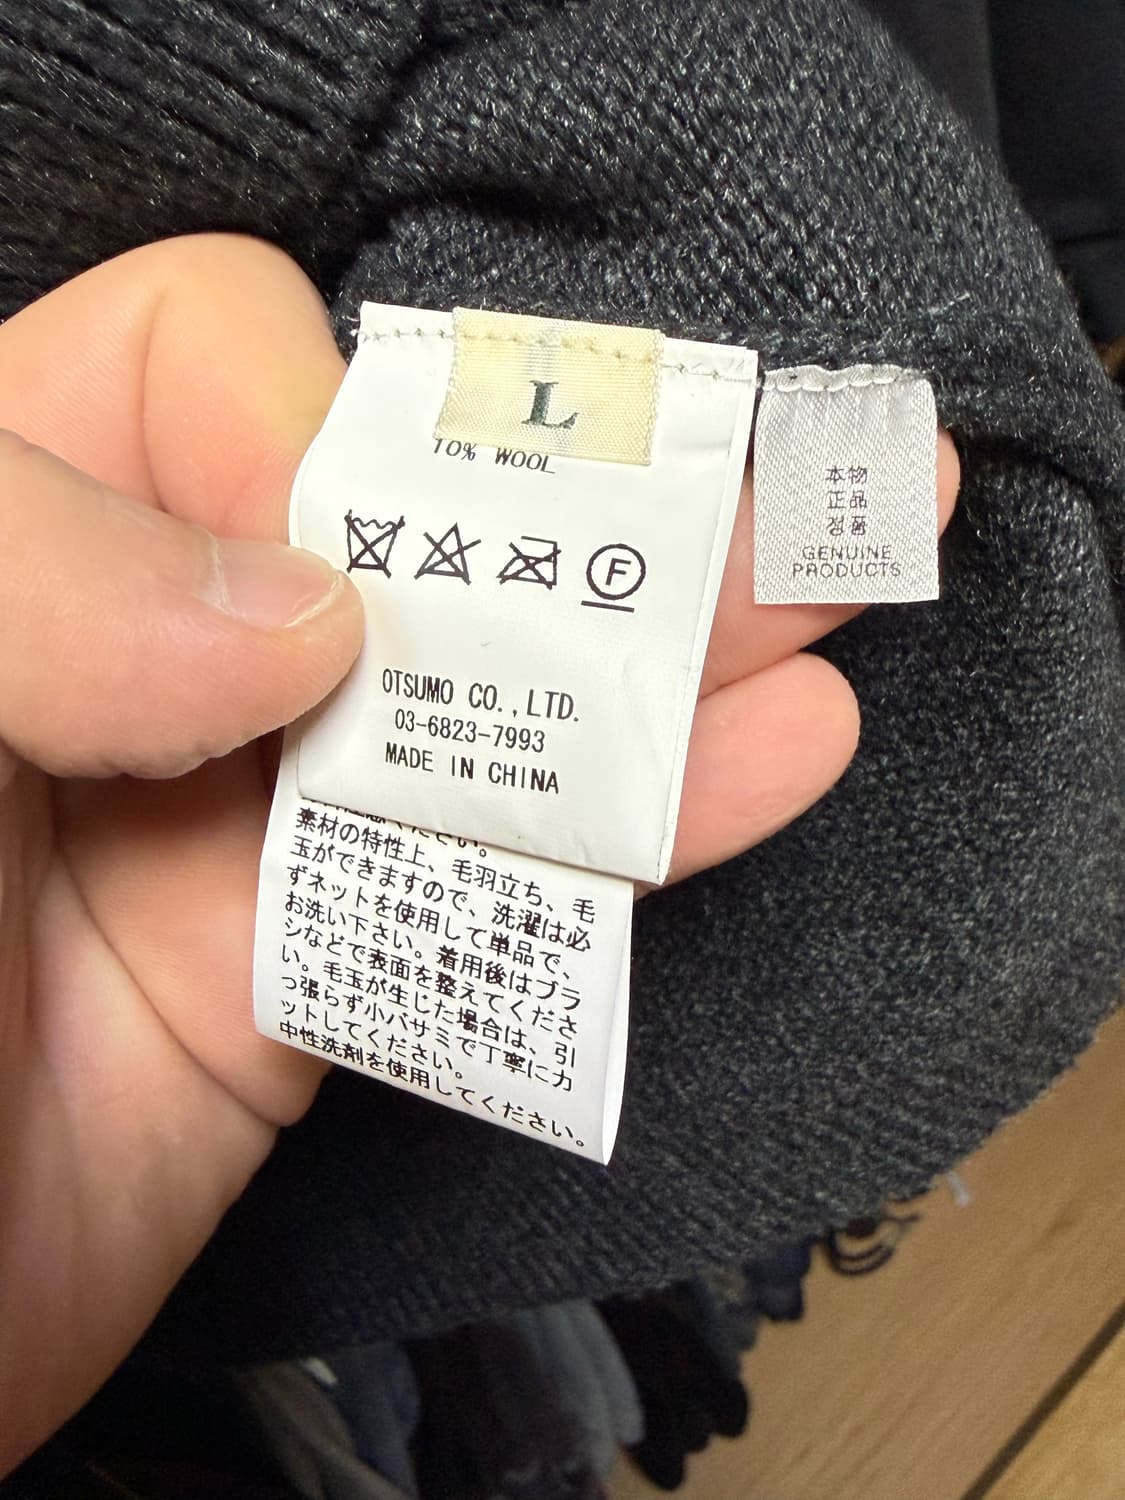 L
10% WOOL
F
OTSUMO CO.,LTD.
03-6823-7993
MADE IN CHINA
ください。
素材の特性上、毛羽立ち、毛
玉ができますので、洗濯は必
ずネットを使用して単品で、
お洗い下さい。着用後はブラ
シなどで表面を整えてくださ
い。毛玉が生じた場合は、引
っ張らず小バサミで丁寧にカ
ットしてください。
中性洗剤を使用してください。
本物
正品
정품
GENUINE
PRODUCTS